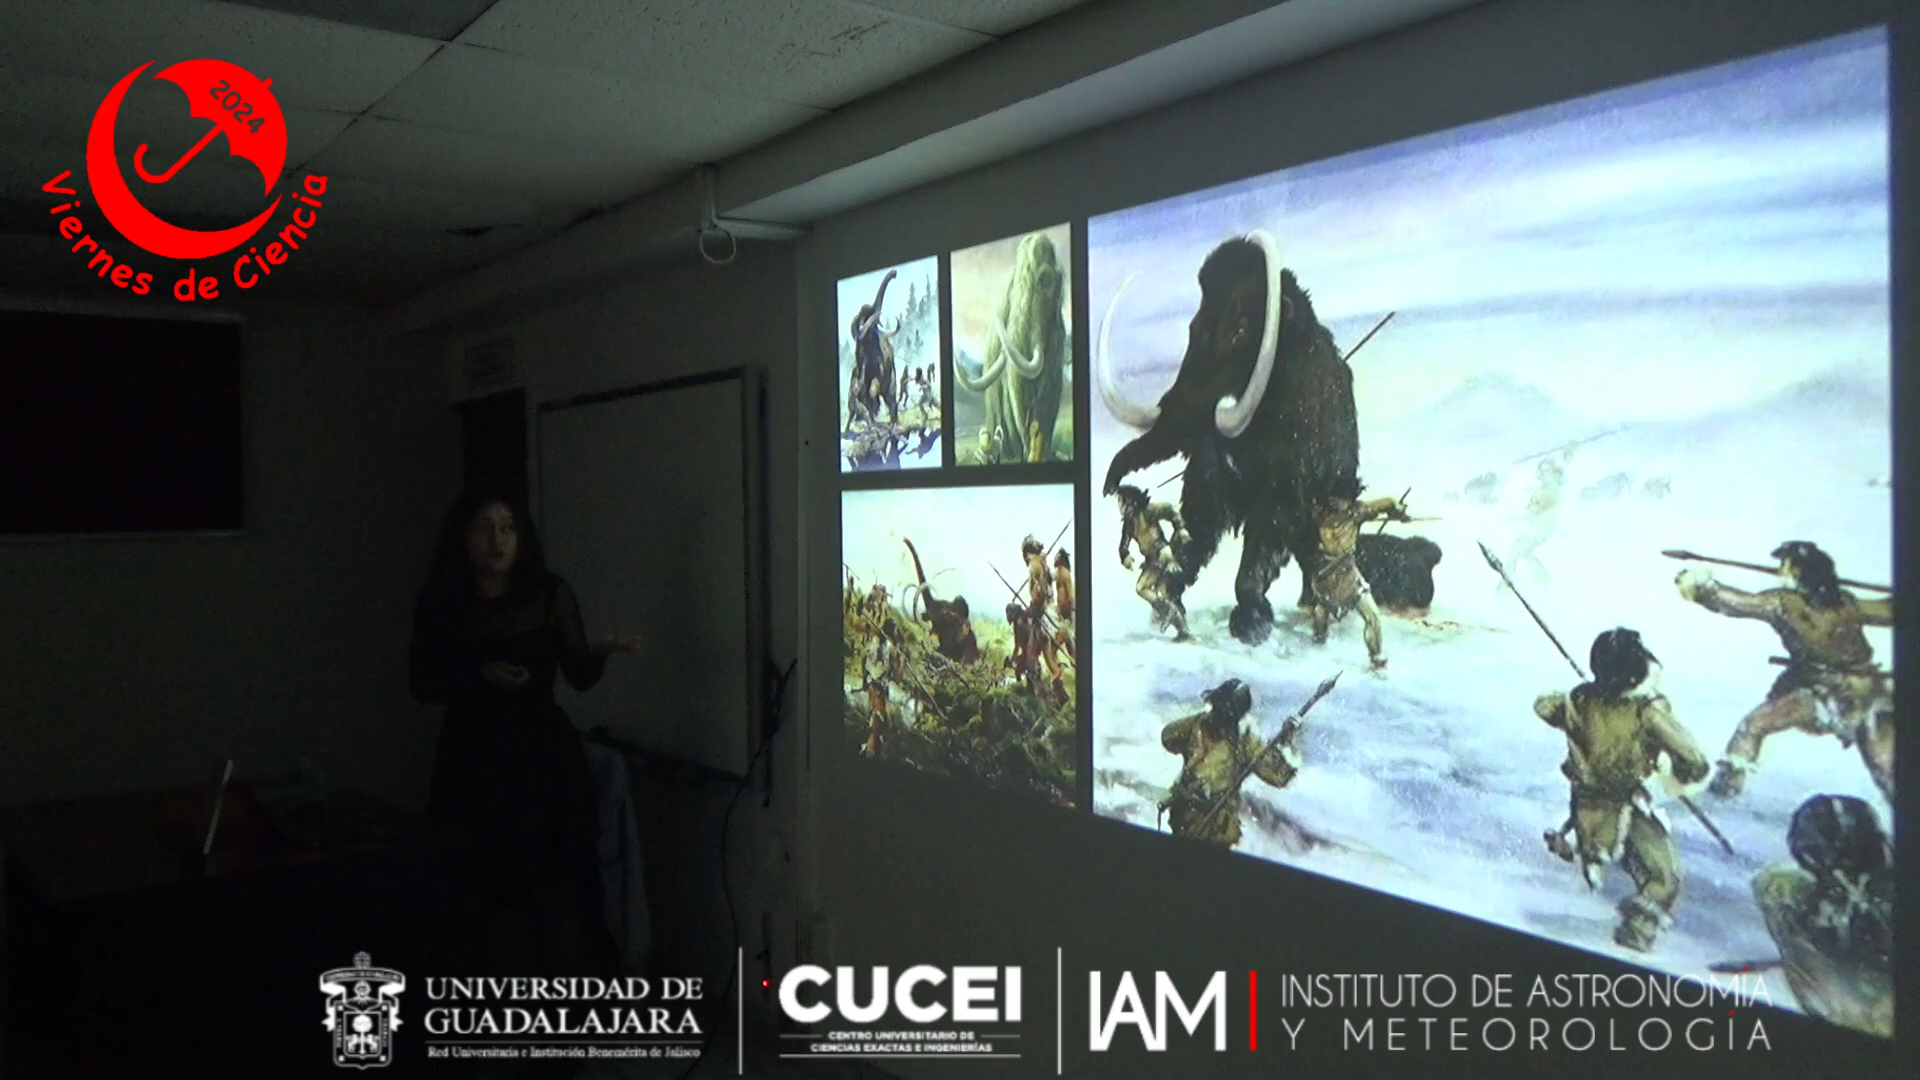 2024
Viernes de Ciencia
UNIVERSIDAD DE
GUADALAJARA
Red Universitaria e Institución Benemérita de Jalisco
CUCEI
CENTRO UNIVERSITARIO DE
CIENCIAS EXACTAS E INGENIERÍAS
IAM
INSTITUTO DE ASTRONOMÍA
Y METEOROLOGÍA